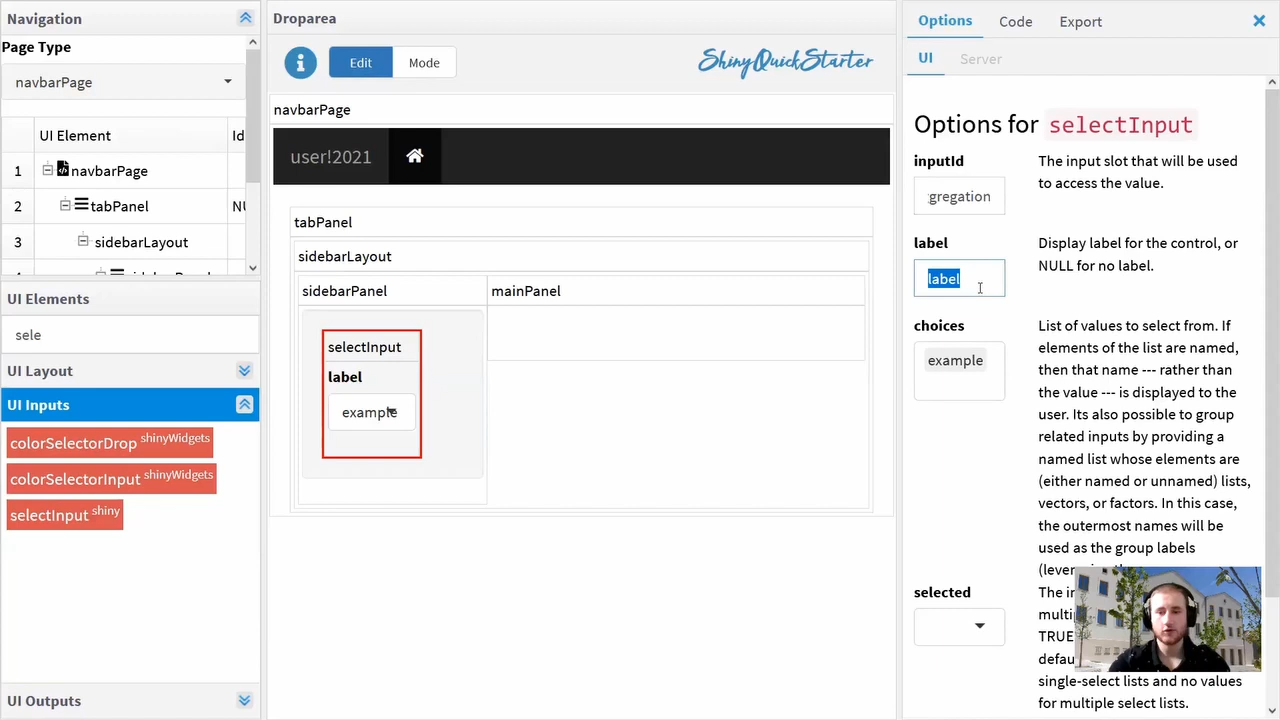 Navigation
Page Type
navbarPage
UI Element
Id
1 navbarPage
2 tabPanel
3 sidebarLayout
UI Elements
sele
UI Layout
UI Inputs
colorSelectorDrop shinyWidgets
colorSelectorInput shinyWidgets
selectInput shiny
UI Outputs
Droparea
Edit
Mode
ShinyQuickStarter
navbarPage
user!2021
tabPanel
sidebarLayout
sidebarPanel
mainPanel
selectInput
label
example
Options
Code
Export
UI
Server
Options for selectInput
inputId
The input slot that will be used
to access the value.
gregation
label
Display label for the control, or
NULL for no label.
label
choices
List of values to select from. If
elements of the list are named,
then that name --- rather than
the value --- is displayed to the
user. Its also possible to group
related inputs by providing a
named list whose elements are
(either named or unnamed) lists,
vectors, or factors. In this case,
the outermost names will be
used as the group labels
example
selected
TRUE
single-select lists and no values
for multiple select lists.